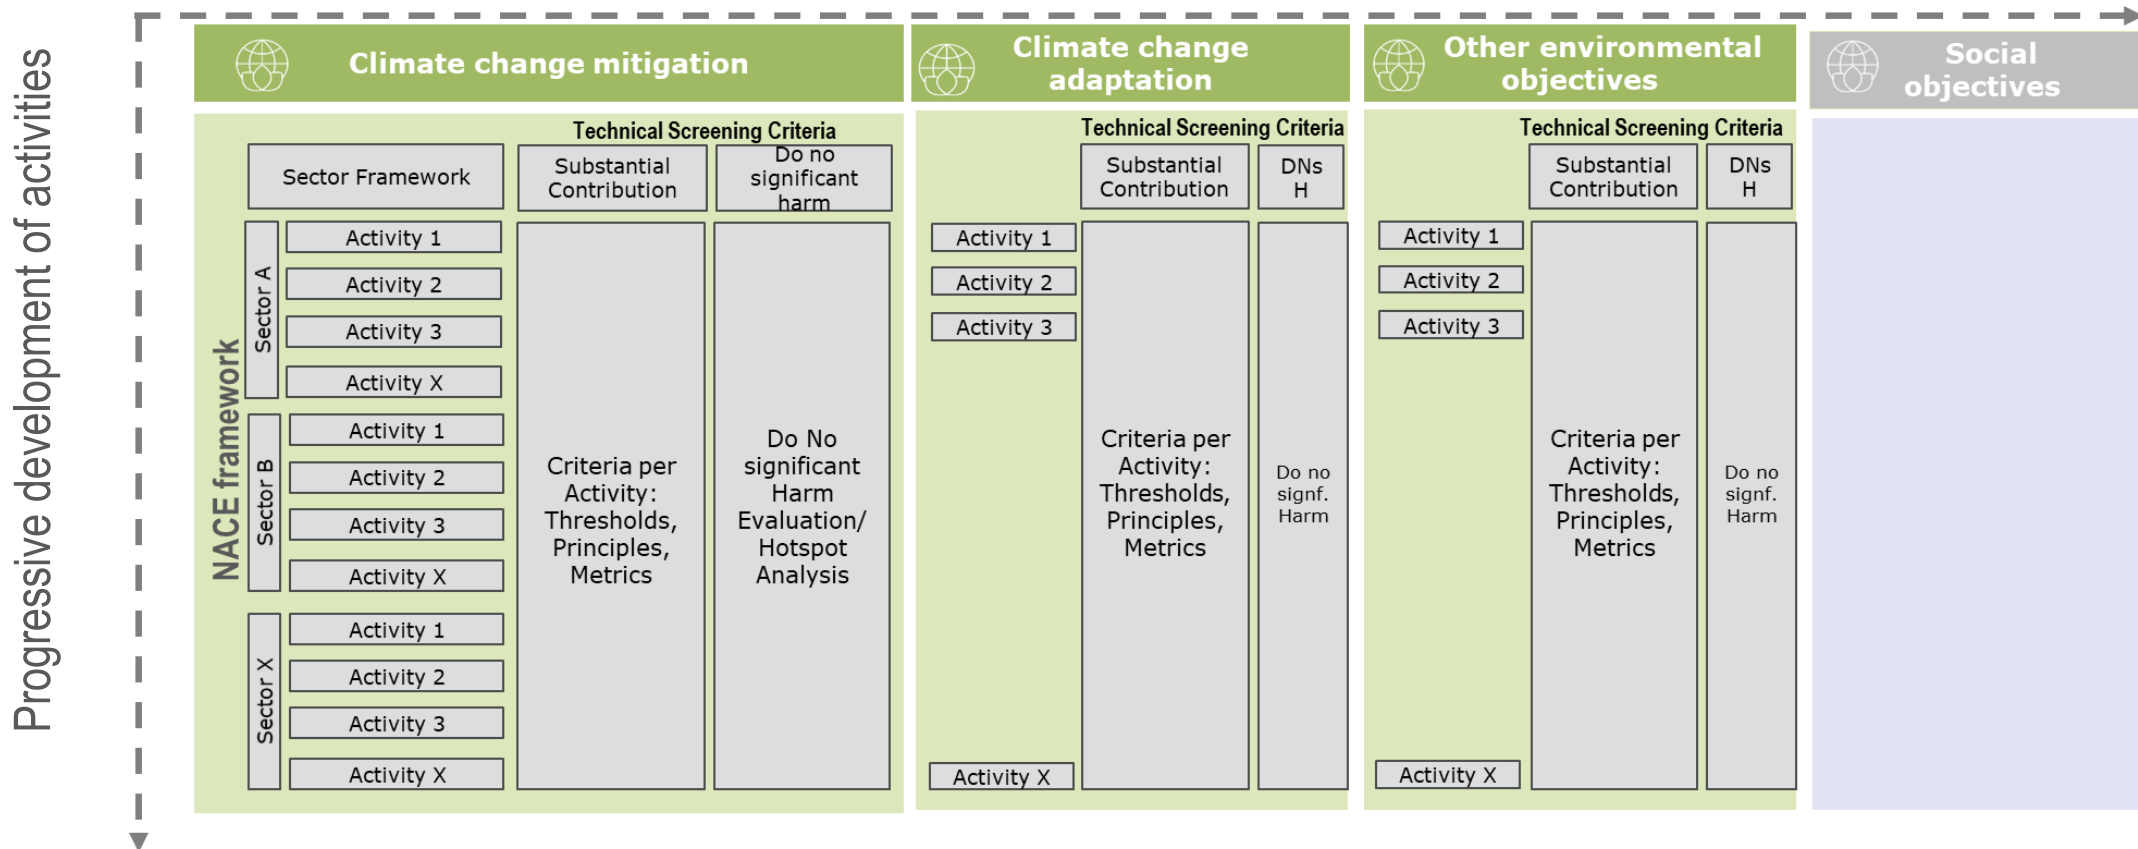 Progressive development of activities
Climate change mitigation
Technical Screening Criteria
Sector Framework
Substantial
Contribution
Do no
significant
harm
NACE framework
Sector A
Activity 1
Activity 2
Activity 3
Activity X
Sector B
Activity 1
Activity 2
Activity 3
Activity X
Sector X
Activity 1
Activity 2
Activity 3
Activity X
Criteria per
Activity:
Thresholds,
Principles,
Metrics
Do No
significant
Harm
Evaluation/
Hotspot
Analysis
Climate change
adaptation
Technical Screening Criteria
Substantial
Contribution
DNs
H
Activity 1
Activity 2
Activity 3
Activity X
Criteria per
Activity:
Thresholds,
Principles,
Metrics
Do no
signf.
Harm
Other environmental
objectives
Technical Screening Criteria
Substantial
Contribution
DNs
H
Activity 1
Activity 2
Activity 3
Activity X
Criteria per
Activity:
Thresholds,
Principles,
Metrics
Do no
signf.
Harm
Social
objectives